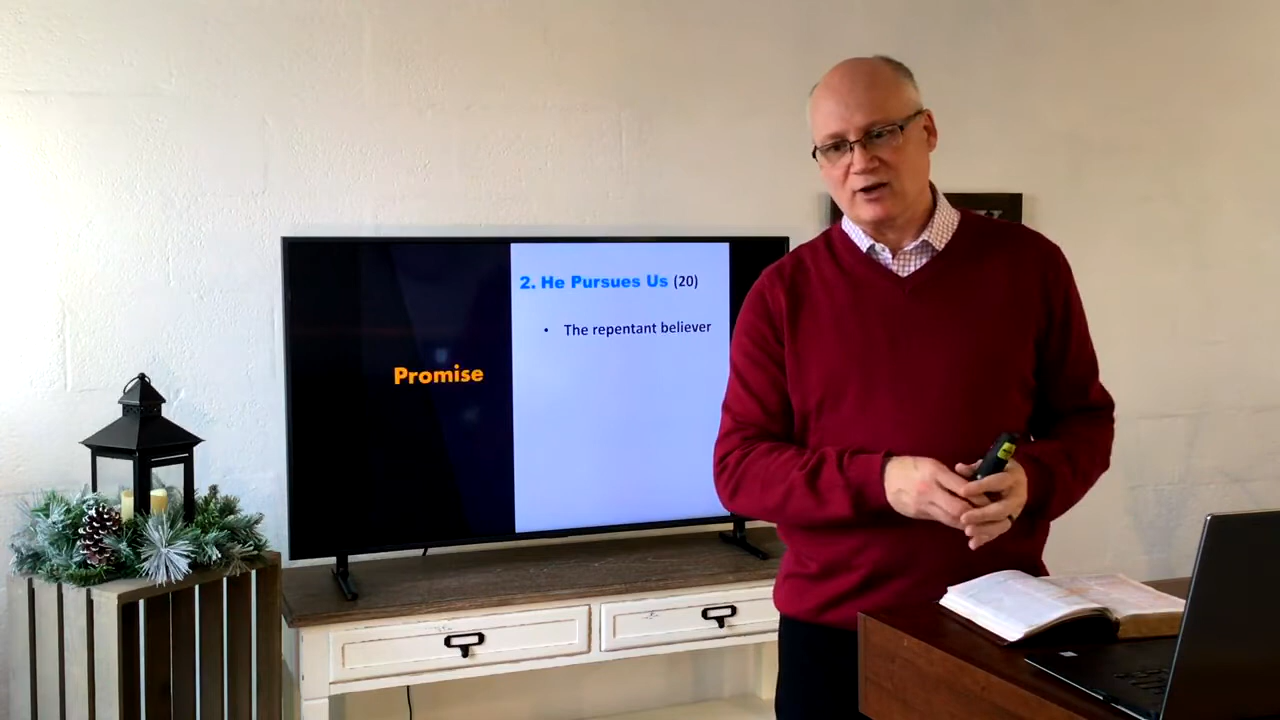 Promise
2. He Pursues Us (20)
• The repentant believer